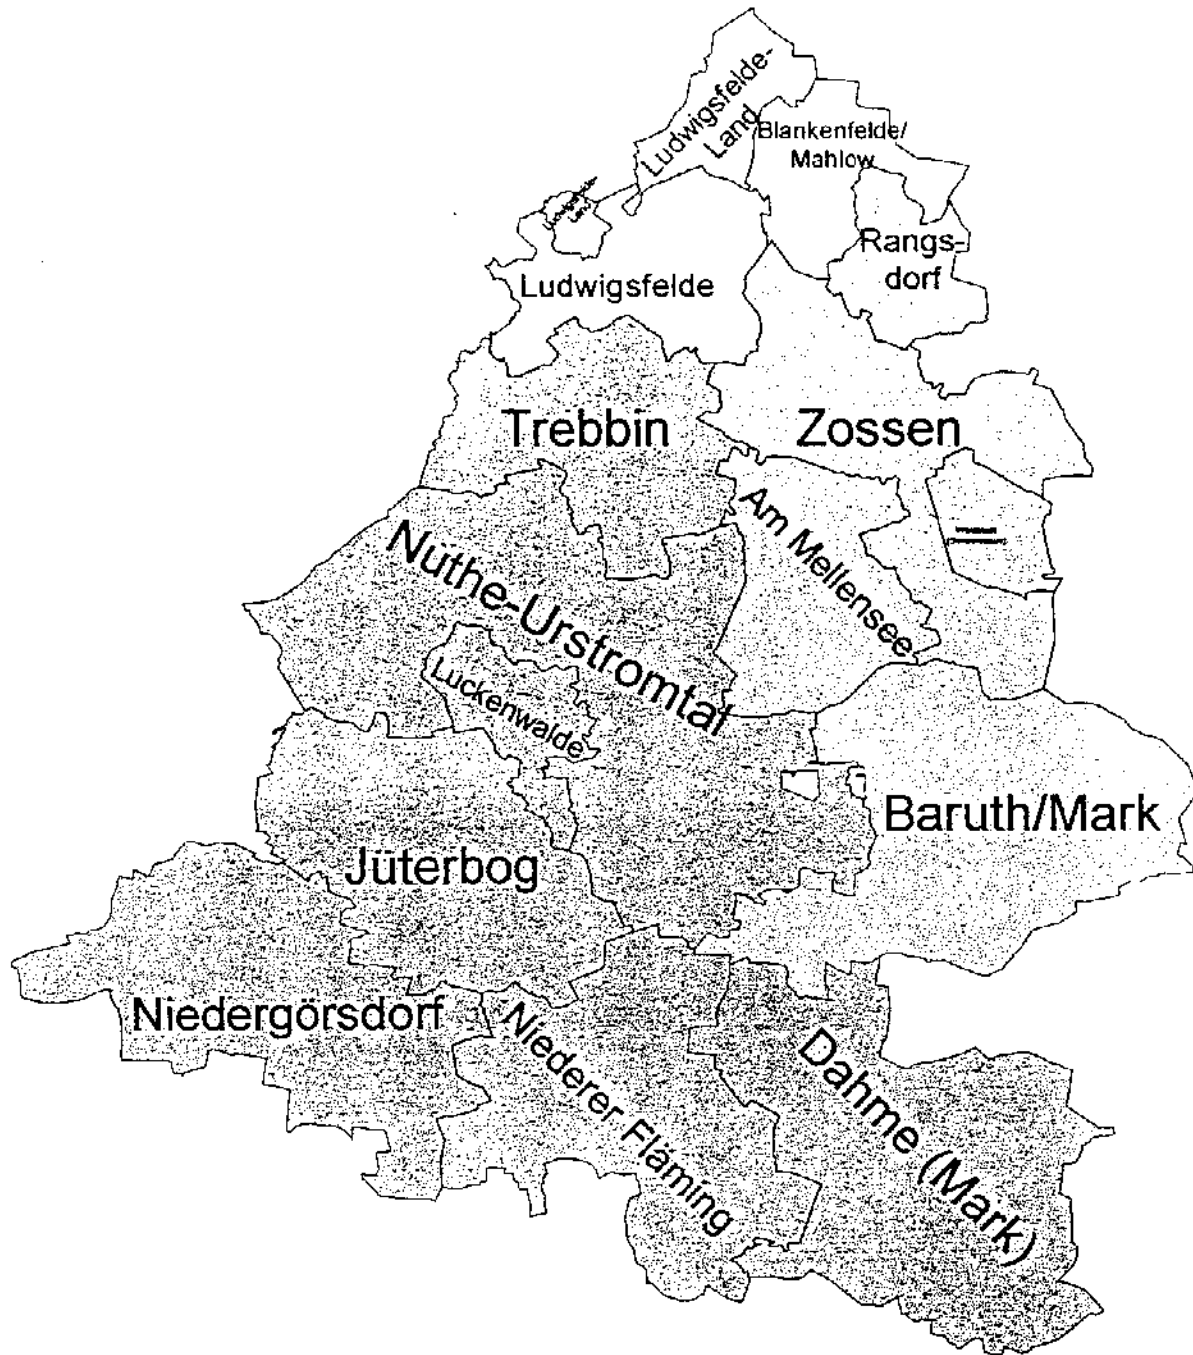 Ludwigsfelde-
Land
Blankenfelde/
Mahlow
Rangs-
dorf
Ludwigsfelde
Trebbin
Zossen
Am Mellensee
Nuthe-Urstromtal
Luckenwalde
Baruth/Mark
Jüterbog
Niedergörsdorf
Niederer Fläming
Dahme (Mark)